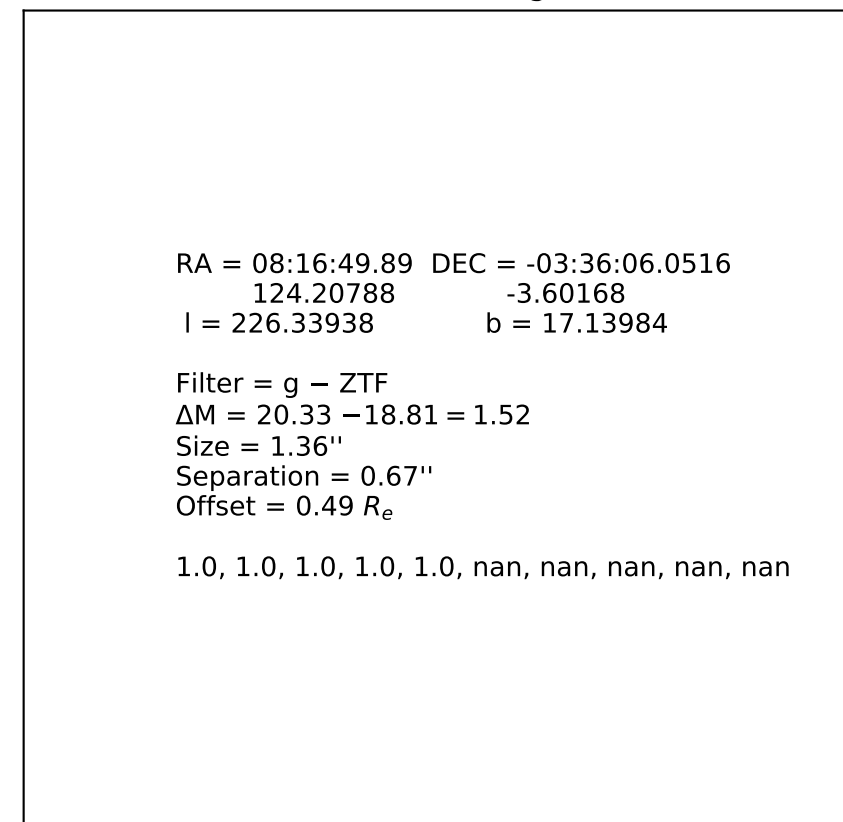 RA = 08:16:49.89  DEC = -03:36:06.0516
124.20788  -3.60168
l = 226.33938  b = 17.13984
Filter = g − ZTF
ΔM = 20.33 −18.81 = 1.52
Size = 1.36''
Separation = 0.67''
Offset = 0.49 Rₑ
1.0, 1.0, 1.0, 1.0, 1.0, nan, nan, nan, nan, nan